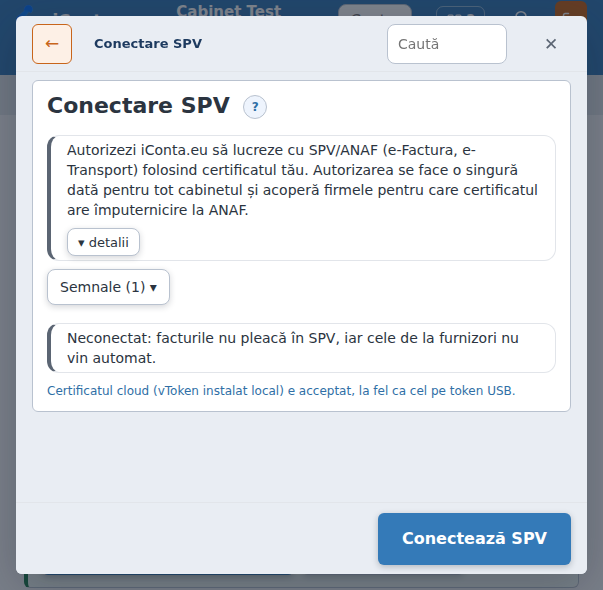 Cabinet Test
←
Conectare SPV
Caută
✕
Conectare SPV
?
Autorizezi iConta.eu să lucreze cu SPV/ANAF (e-Factura, e-
Transport) folosind certificatul tău. Autorizarea se face o singură
dată pentru tot cabinetul și acoperă firmele pentru care certificatul
are împuternicire la ANAF.
▾ detalii
Semnale (1) ▾
Neconectat: facturile nu pleacă în SPV, iar cele de la furnizori nu
vin automat.
Certificatul cloud (vToken instalat local) e acceptat, la fel ca cel pe token USB.
Conectează SPV